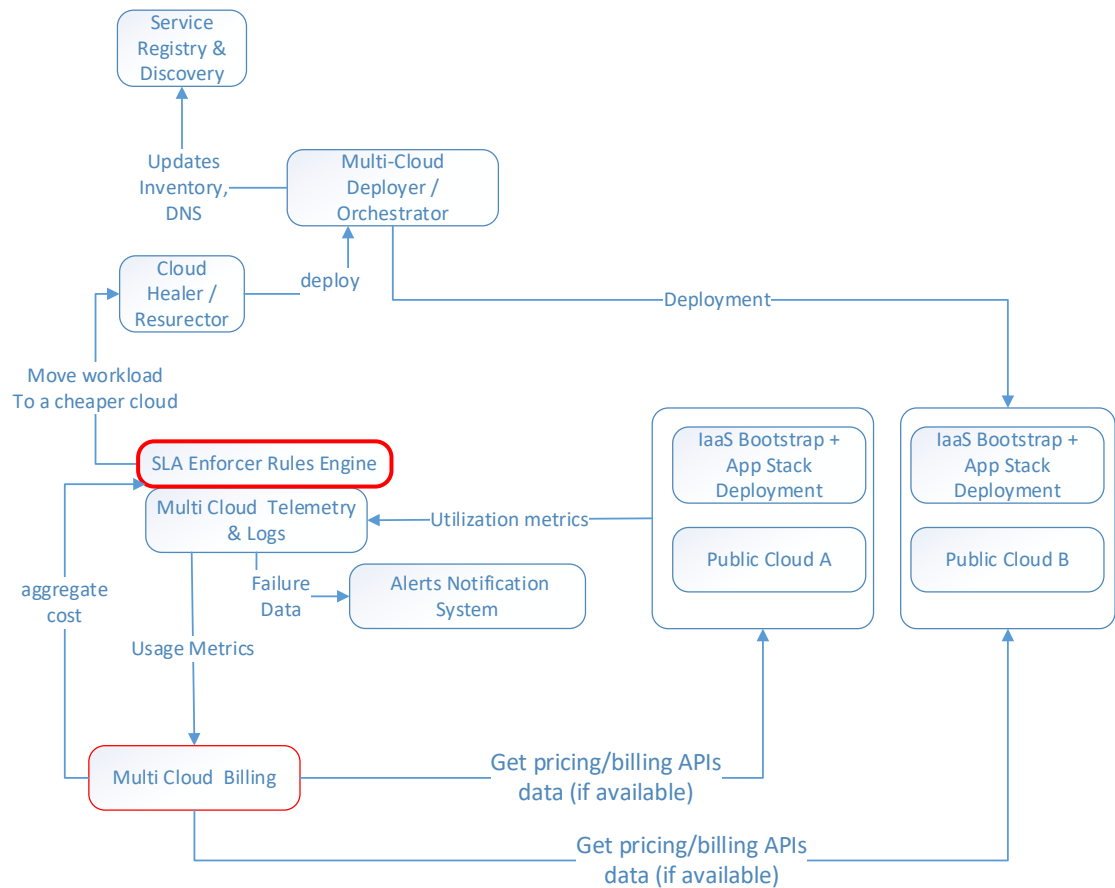 Service
Registry &
Discovery
Updates
Inventory,
DNS
Multi-Cloud
Deployer /
Orchestrator
Cloud
Healer /
Resurector
deploy
Deployment
Move workload
To a cheaper cloud
SLA Enforcer Rules Engine
Multi Cloud Telemetry
& Logs
Utilization metrics
IaaS Bootstrap +
App Stack
Deployment
Public Cloud A
IaaS Bootstrap +
App Stack
Deployment
Public Cloud B
Failure
Data
Alerts Notification
System
aggregate
cost
Usage Metrics
Multi Cloud Billing
Get pricing/billing APIs
data (if available)
Get pricing/billing APIs
data (if available)